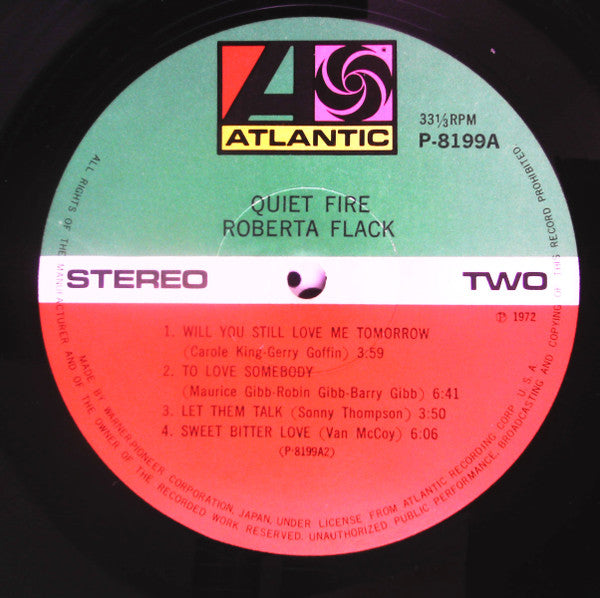 ATLANTIC
33⅓RPM
P-8199A
QUIET FIRE
ROBERTA FLACK
STEREO
TWO
Ⓟ 1972
1. WILL YOU STILL LOVE ME TOMORROW
(Carole King-Gerry Goffin) 3:59
2. TO LOVE SOMEBODY
(Maurice Gibb-Robin Gibb-Barry Gibb) 6:41
3. LET THEM TALK (Sonny Thompson) 3:50
4. SWEET BITTER LOVE (Van McCoy) 6:06
(P-8199A2)
MADE BY WARNER-PIONEER CORPORATION, JAPAN, UNDER LICENSE FROM ATLANTIC RECORDING CORP. U.S.A.
ALL RIGHTS OF THE MANUFACTURER AND OF THE OWNER OF THE RECORDED WORK RESERVED. UNAUTHORIZED PUBLIC PERFORMANCE, BROADCASTING AND COPYING OF THIS RECORD PROHIBITED